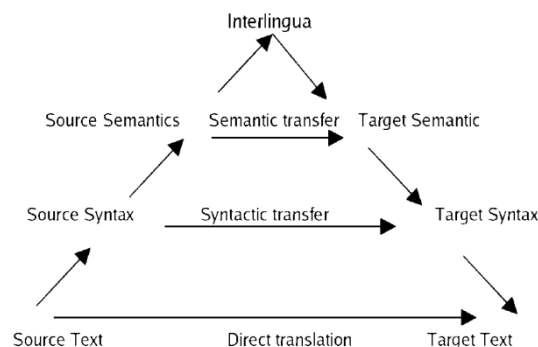 Interlingua
Source Semantics Semantic transfer Target Semantic
Source Syntax Syntactic transfer Target Syntax
Source Text Direct translation Target Text